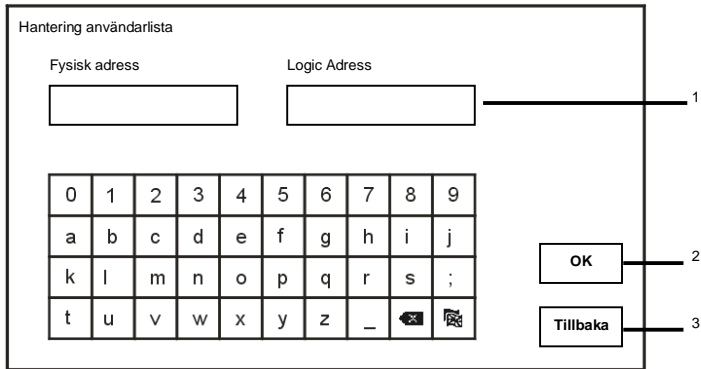 Hantering användarlista
Fysisk adress Logic Adress
1
0 1 2 3 4 5 6 7 8 9
a b c d e f g h i j
k l m n o p q r s ;
t u v w x y z _
OK 2
Tillbaka 3